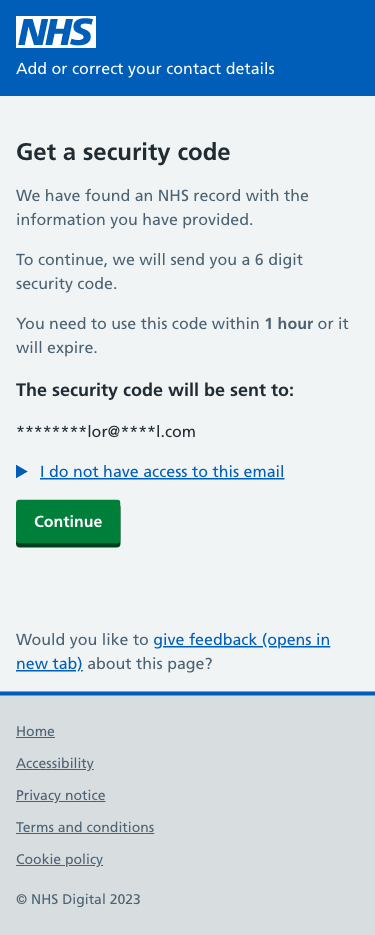 NHS
Add or correct your contact details
Get a security code
We have found an NHS record with the
information you have provided.
To continue, we will send you a 6 digit
security code.
You need to use this code within 1 hour or it
will expire.
The security code will be sent to:
********lor@****l.com
I do not have access to this email
Continue
Would you like to give feedback (opens in
new tab) about this page?
Home
Accessibility
Privacy notice
Terms and conditions
Cookie policy
© NHS Digital 2023